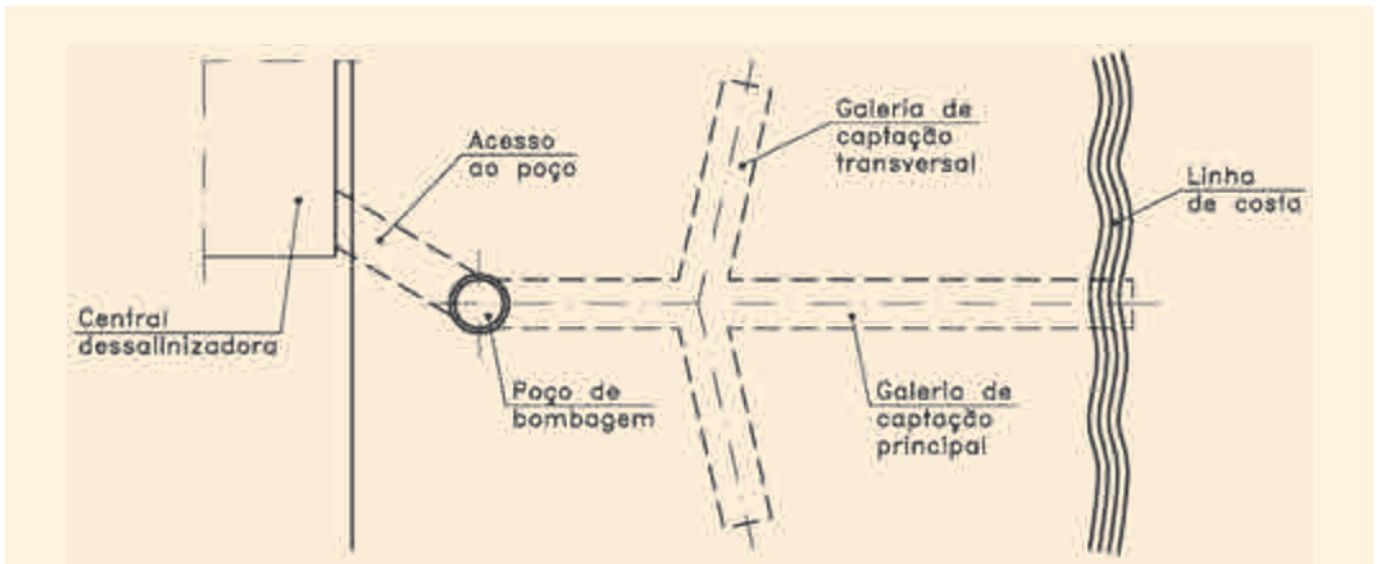 Galeria de
captação
transversal
Acesso
ao poço
Linha
de costa
Central
dessalinizadora
Poço de
bombagem
Galeria de
captação
principal